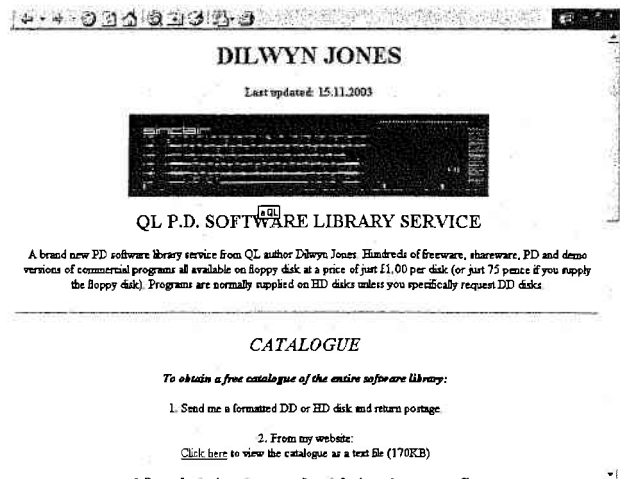 DILWYN JONES
Last updated: 15.11.2003
sinclair
QL
QL P.D. SOFTWARE LIBRARY SERVICE
A brand new PD software library service from QL author Dilwyn Jones. Hundreds of freeware, shareware, PD and demo
versions of commercial programs all available on floppy disk at a price of just £1.00 per disk (or just 75 pence if you supply
the floppy disk). Programs are normally supplied on HD disks unless you specifically request DD disks.
CATALOGUE
To obtain a free catalogue of the entire software library:
1. Send me a formatted DD or HD disk and return postage.
2. From my website:
Click here to view the catalogue as a text file (170KB)